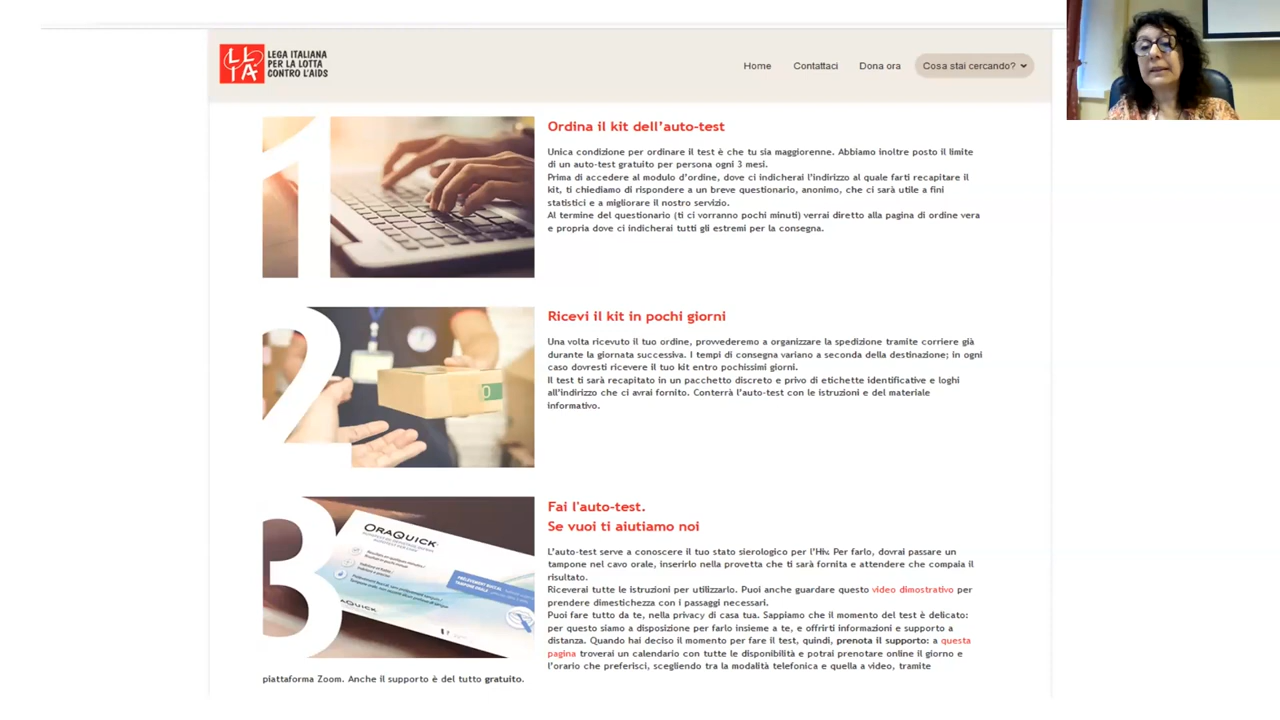 LEGA ITALIANA
PER LA LOTTA
CONTRO L'AIDS
Home
Contattaci
Dona ora
Cosa stai cercando?
1
Ordina il kit dell'auto-test
Unica condizione per ordinare il test è che tu sia maggiorenne. Abbiamo inoltre posto il limite
di un auto-test gratuito per persona ogni 3 mesi.
Prima di accedere al modulo d'ordine, dove ci indicherai l'indirizzo al quale farti recapitare il
kit, ti chiediamo di rispondere a un breve questionario, anonimo, che ci sarà utile a fini
statistici e a migliorare il nostro servizio.
Al termine del questionario (ti ci vorranno pochi minuti) verrai diretto alla pagina di ordine vera
e propria dove ci indicherai tutti gli estremi per la consegna.
2
Ricevi il kit in pochi giorni
Una volta ricevuto il tuo ordine, provvederemo a organizzare la spedizione tramite corriere già
durante la giornata successiva. I tempi di consegna variano a seconda della destinazione; in ogni
caso dovresti ricevere il tuo kit entro pochissimi giorni.
Il test ti sarà recapitato in un pacchetto discreto e privo di etichette identificative e loghi
all'indirizzo che ci avrai fornito. Conterrà l'auto-test con le istruzioni e del materiale
informativo.
3
ORAQUICK
Fai l'auto-test.
Se vuoi ti aiutiamo noi
L'auto-test serve a conoscere il tuo stato sierologico per l'Hiv. Per farlo, dovrai passare un
tampone nel cavo orale, inserirlo nella provetta che ti sarà fornita e attendere che compaia il
risultato.
Riceverai tutte le istruzioni per utilizzarlo. Puoi anche guardare questo video dimostrativo per
prendere dimestichezza con i passaggi necessari.
Puoi fare tutto da te, nella privacy di casa tua. Sappiamo che il momento del test è delicato:
per questo siamo a disposizione per farlo insieme a te, e offrirti informazioni e supporto a
distanza. Quando hai deciso il momento per fare il test, quindi, prenota il supporto: a questa
pagina troverai un calendario con tutte le disponibilità e potrai prenotare online il giorno e
l'orario che preferisci, scegliendo tra la modalità telefonica e quella a video, tramite
piattaforma Zoom. Anche il supporto è del tutto gratuito.